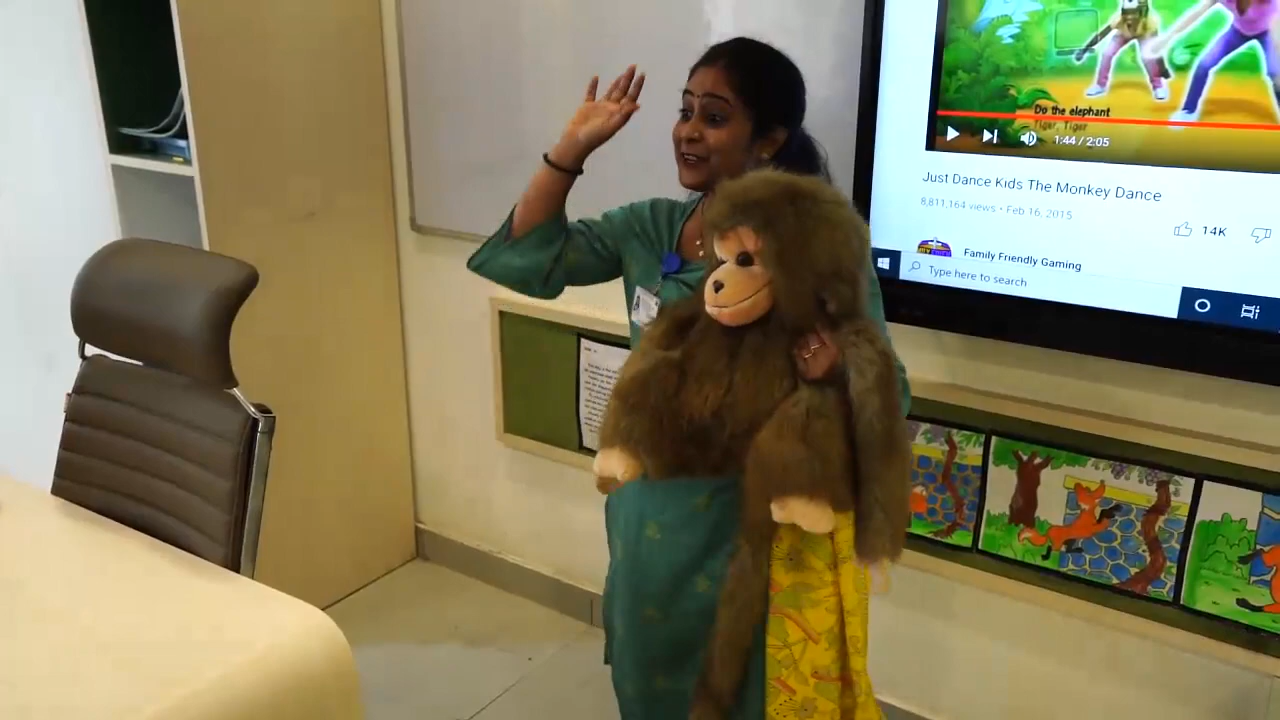 Do the elephant
Tiger, Tiger
1:44 / 2:05
Just Dance Kids The Monkey Dance
8,811,164 views • Feb 16, 2015
14K
Family Friendly Gaming
Type here to search